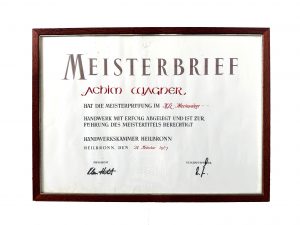 MEISTERBRIEF
ACHIM WAGNER
HAT DIE MEISTERPRÜFUNG IM
HANDWERK MIT ERFOLG ABGELEGT UND IST ZUR
FÜHRUNG DES MEISTERTITELS BERECHTIGT
HANDWERKSKAMMER HEILBRONN
HEILBRONN, DEN
PRÄSIDENT